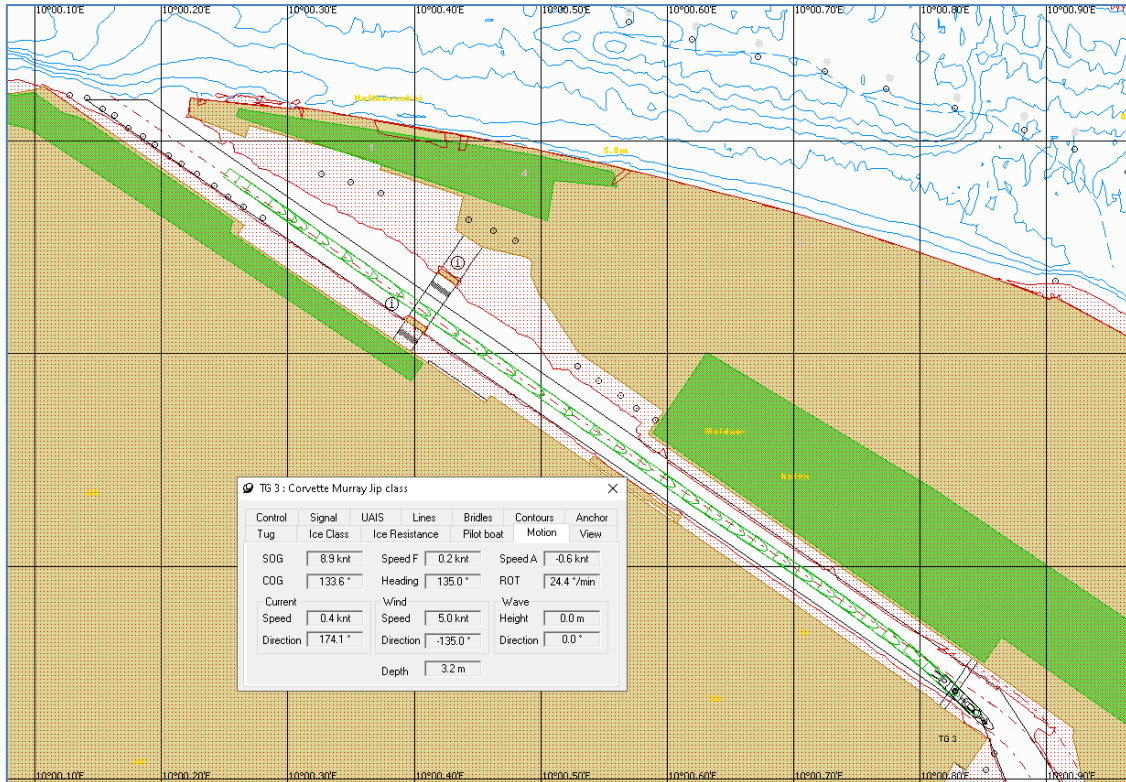 10°00.10'E 10°00.20'E 10°00.30'E 10°00.40'E 10°00.50'E 10°00.60'E 10°00.70'E 10°00.80'E 10°00.90'E
5.8m
4
4
1
1
TG 3 : Corvette Murray Jip class
Control Signal UAIS Lines Bridles Contours Anchor
Tug Ice Class Ice Resistance Pilot boat Motion View
SOG 8.9 knt Speed F 0.2 knt Speed A -0.6 knt
COG 133.6 ° Heading 135.0 ° ROT 24.4 °/min
Current Wind Wave
Speed 0.4 knt Speed 5.0 knt Height 0.0 m
Direction 174.1 ° Direction -135.0 ° Direction 0.0 °
Depth 3.2 m
TG 3
10°00.10'E 10°00.20'E 10°00.30'E 10°00.40'E 10°00.50'E 10°00.60'E 10°00.70'E 10°00.80'E 10°00.90'E